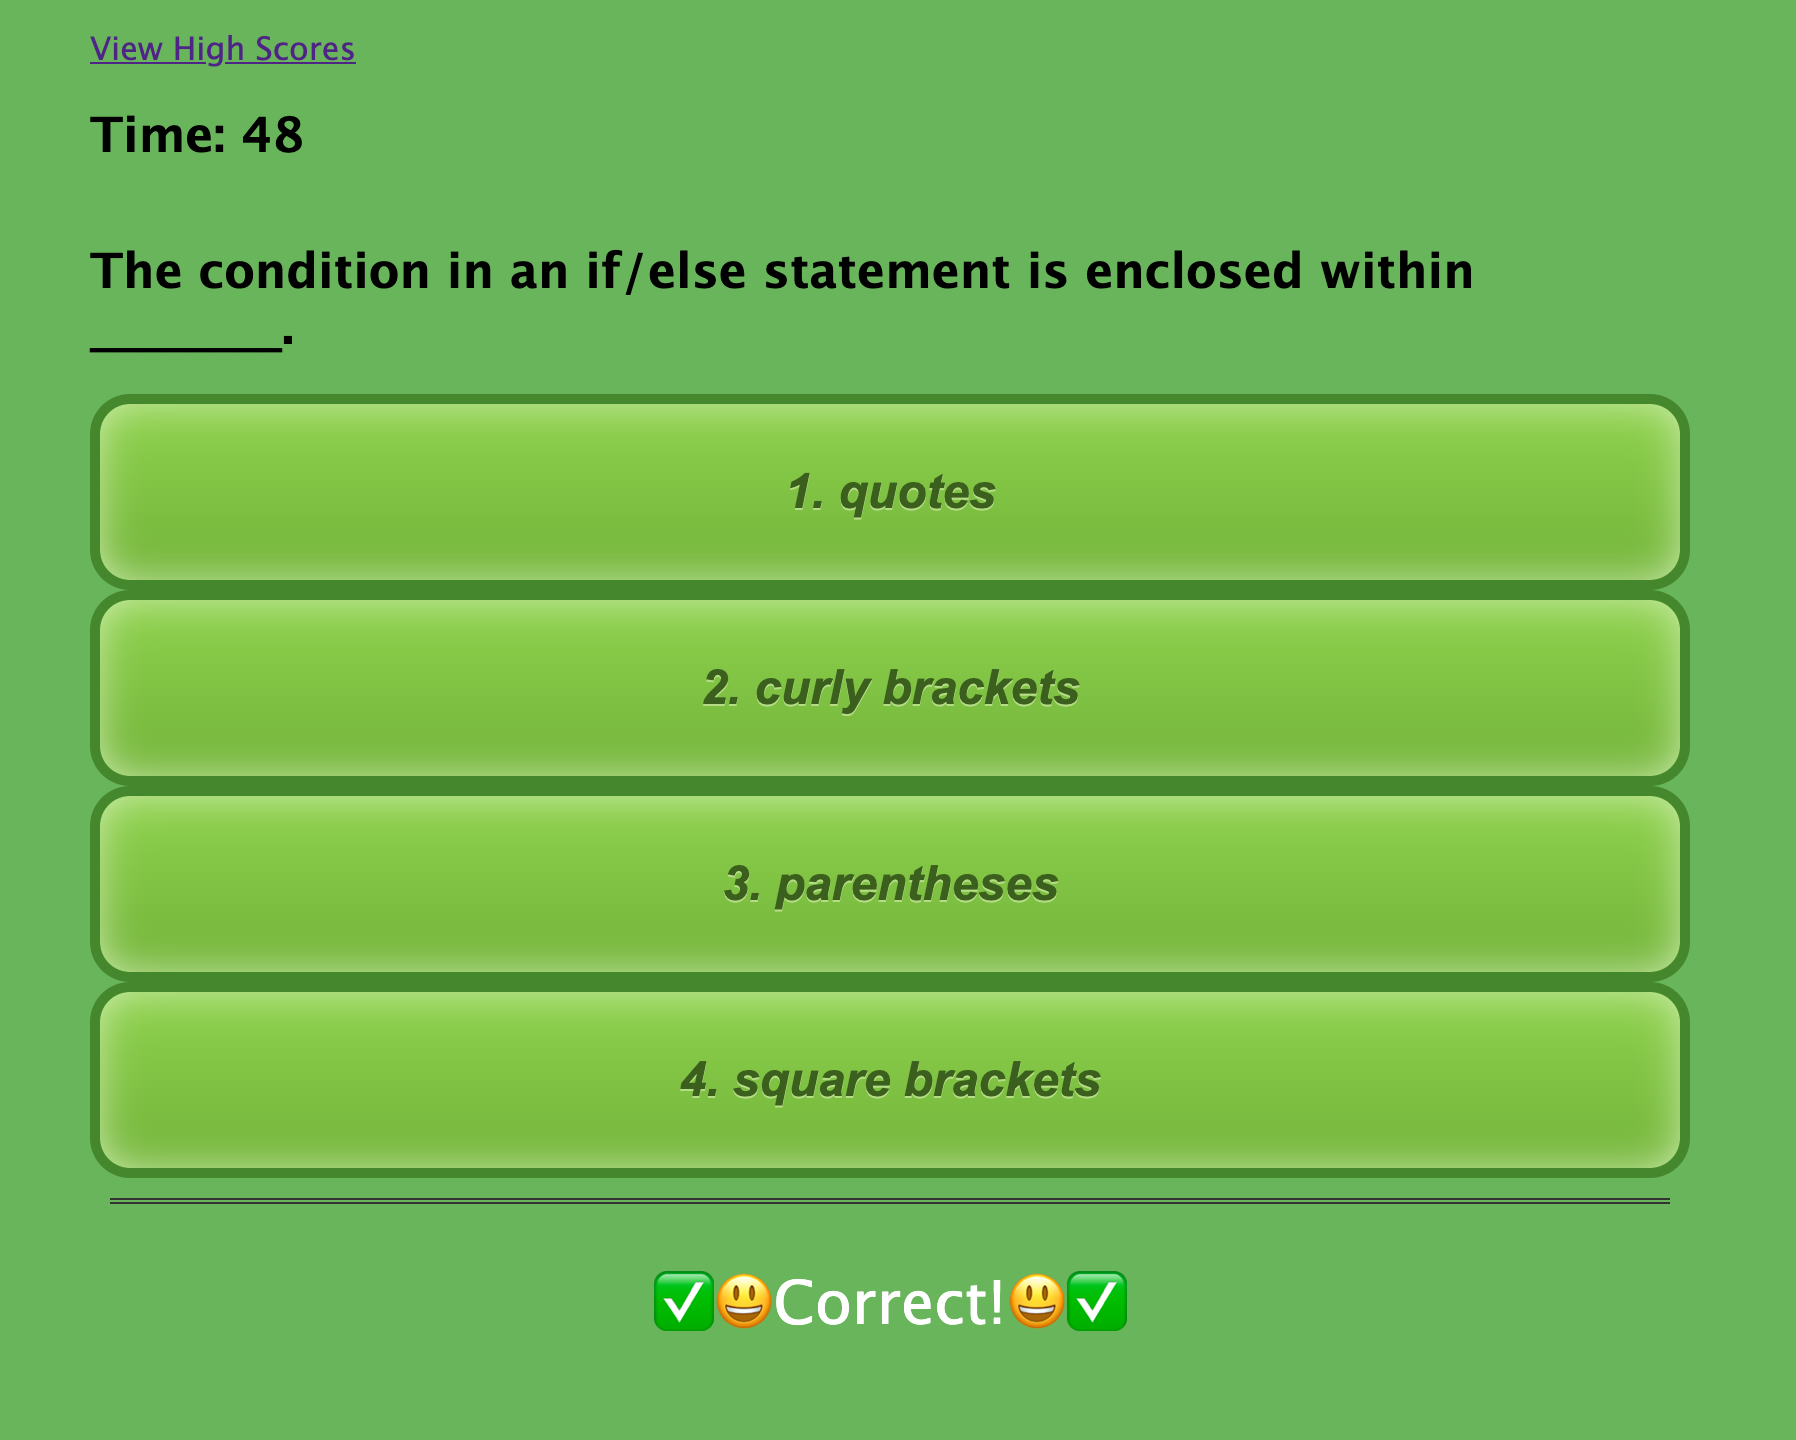 View High Scores
Time: 48
The condition in an if/else statement is enclosed within
________.
1. quotes
2. curly brackets
3. parentheses
4. square brackets
✅😃Correct!😃✅